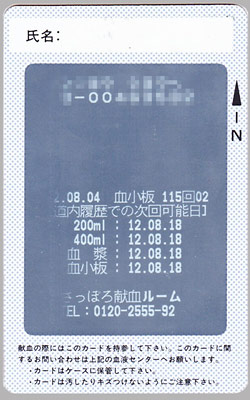 氏名:
N
-00
.08.04 血小板 115回02
道内履歴での次回可能日]
200ml : 12.08.18
400ml : 12.08.18
血 漿 : 12.08.18
血小板 : 12.08.18
さっぽろ献血ルーム
TEL:0120-2555-92
献血の際にはこのカードを持参して下さい。このカードに関
するお問い合わせは上記の血液センターへお願いします。
・カードはケースに保管して下さい。
・カードは汚したりキズつけないようにご注意下さい。